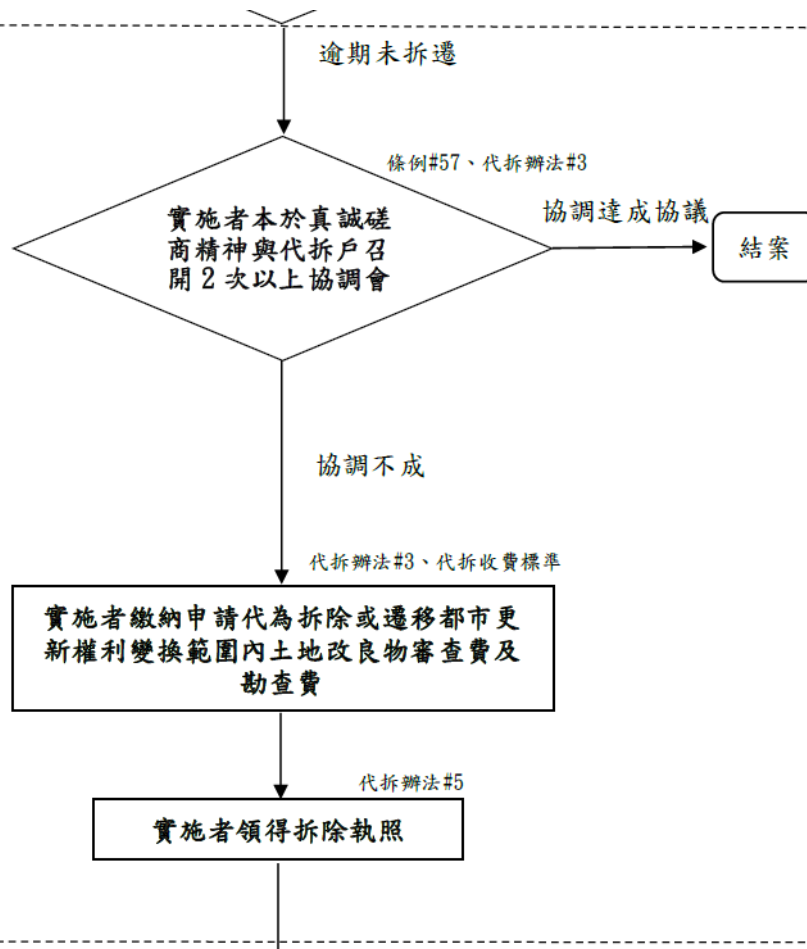 逾期未拆遷
條例#57、代拆辦法#3
實施者本於真誠磋
商精神與代拆戶召
開2次以上協調會
協調達成協議
結案
協調不成
代拆辦法#3、代拆收費標準
實施者繳納申請代為拆除或遷移都市更
新權利變換範圍內土地改良物審查費及
勘查費
代拆辦法#5
實施者領得拆除執照